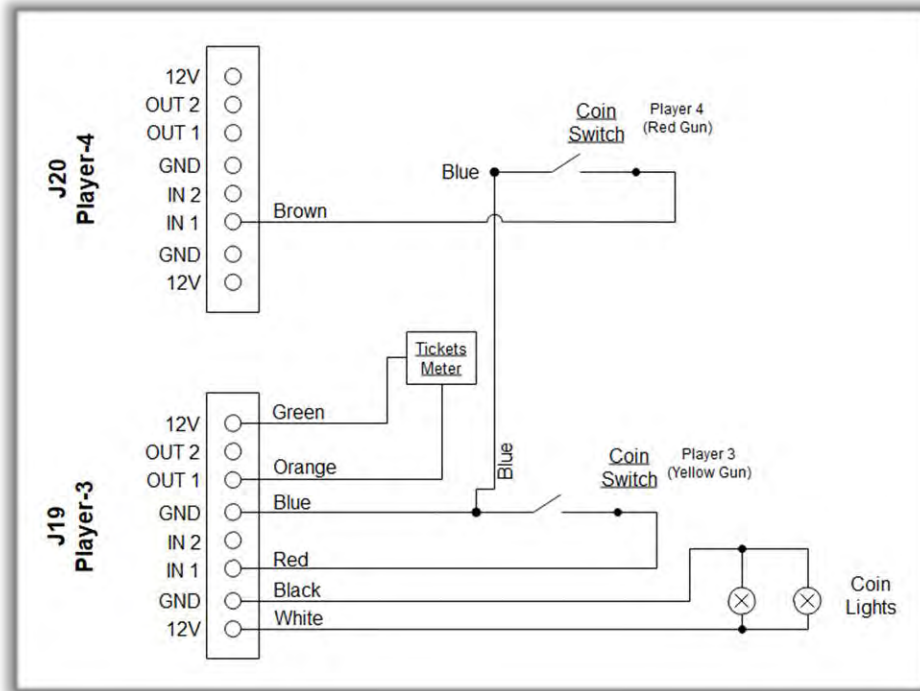 J20
Player-4
12V
OUT 2
OUT 1
GND
IN 2
IN 1
GND
12V
Brown
Blue
Coin
Switch
Player 4
(Red Gun)
Tickets
Meter
J19
Player-3
12V
OUT 2
OUT 1
GND
IN 2
IN 1
GND
12V
Green
Orange
Blue
Red
Black
White
Blue
Coin
Switch
Player 3
(Yellow Gun)
Coin
Lights